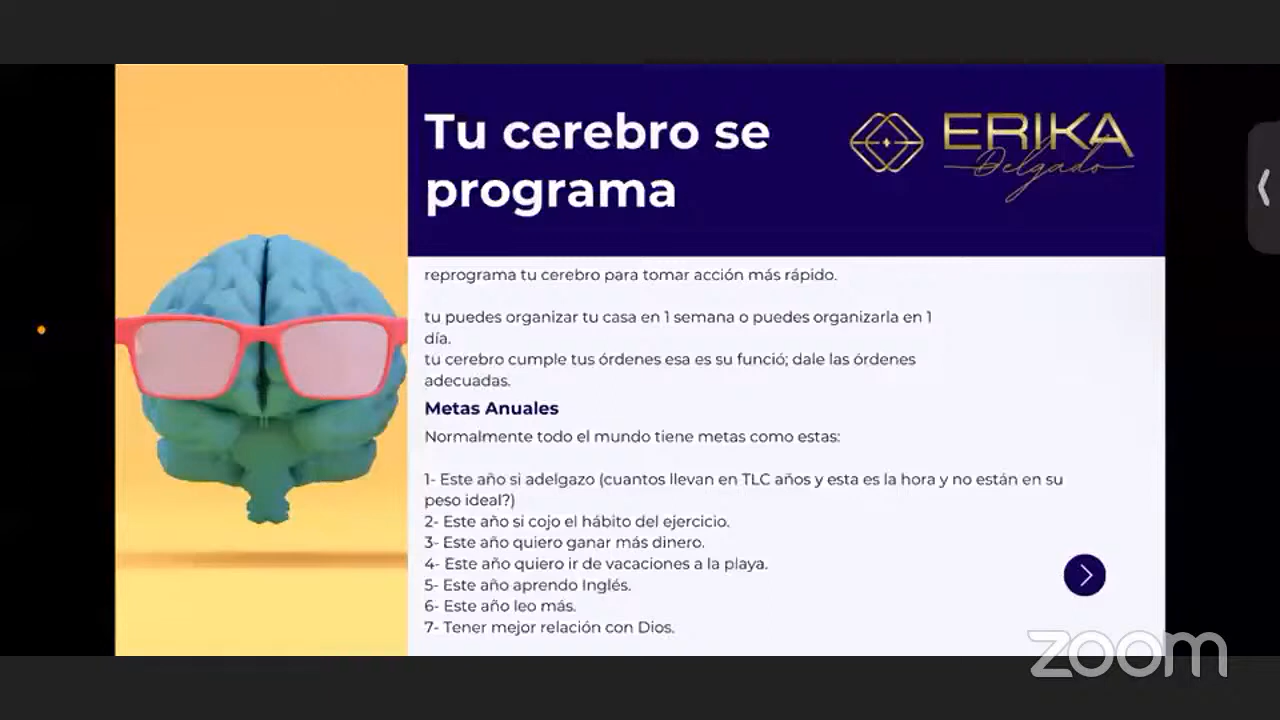 Tu cerebro se
programa
ERIKA
Delgado
reprograma tu cerebro para tomar acción más rápido.
tu puedes organizar tu casa en 1 semana o puedes organizarla en 1
día.
tu cerebro cumple tus órdenes esa es su funció; dale las órdenes
adecuadas.
Metas Anuales
Normalmente todo el mundo tiene metas como estas:
1- Este año si adelgazo (cuantos llevan en TLC años y esta es la hora y no están en su
peso ideal?)
2- Este año si cojo el hábito del ejercicio.
3- Este año quiero ganar más dinero.
4- Este año quiero ir de vacaciones a la playa.
5- Este año aprendo Inglés.
6- Este año leo más.
7- Tener mejor relación con Dios.
zoom